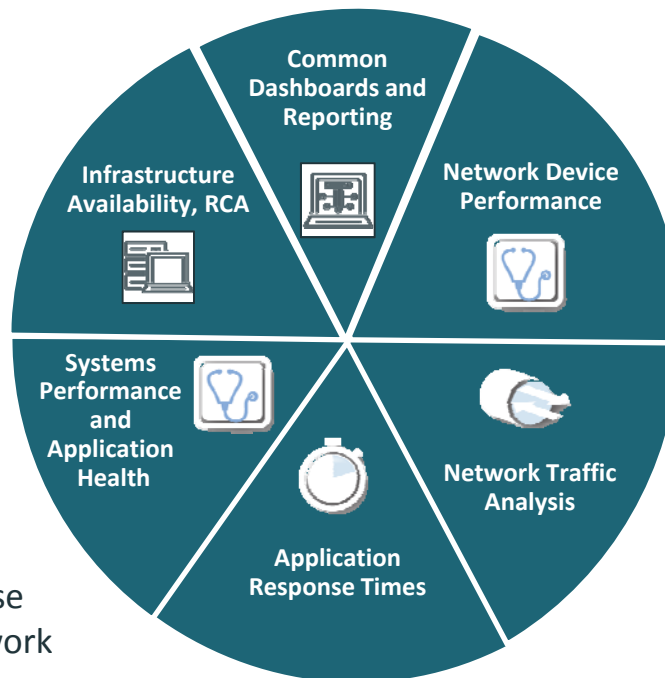 Common
Dashboards and
Reporting
Network Device
Performance
Infrastructure
Availability, RCA
Systems
Performance
and
Application
Health
Network Traffic
Analysis
Application
Response Times